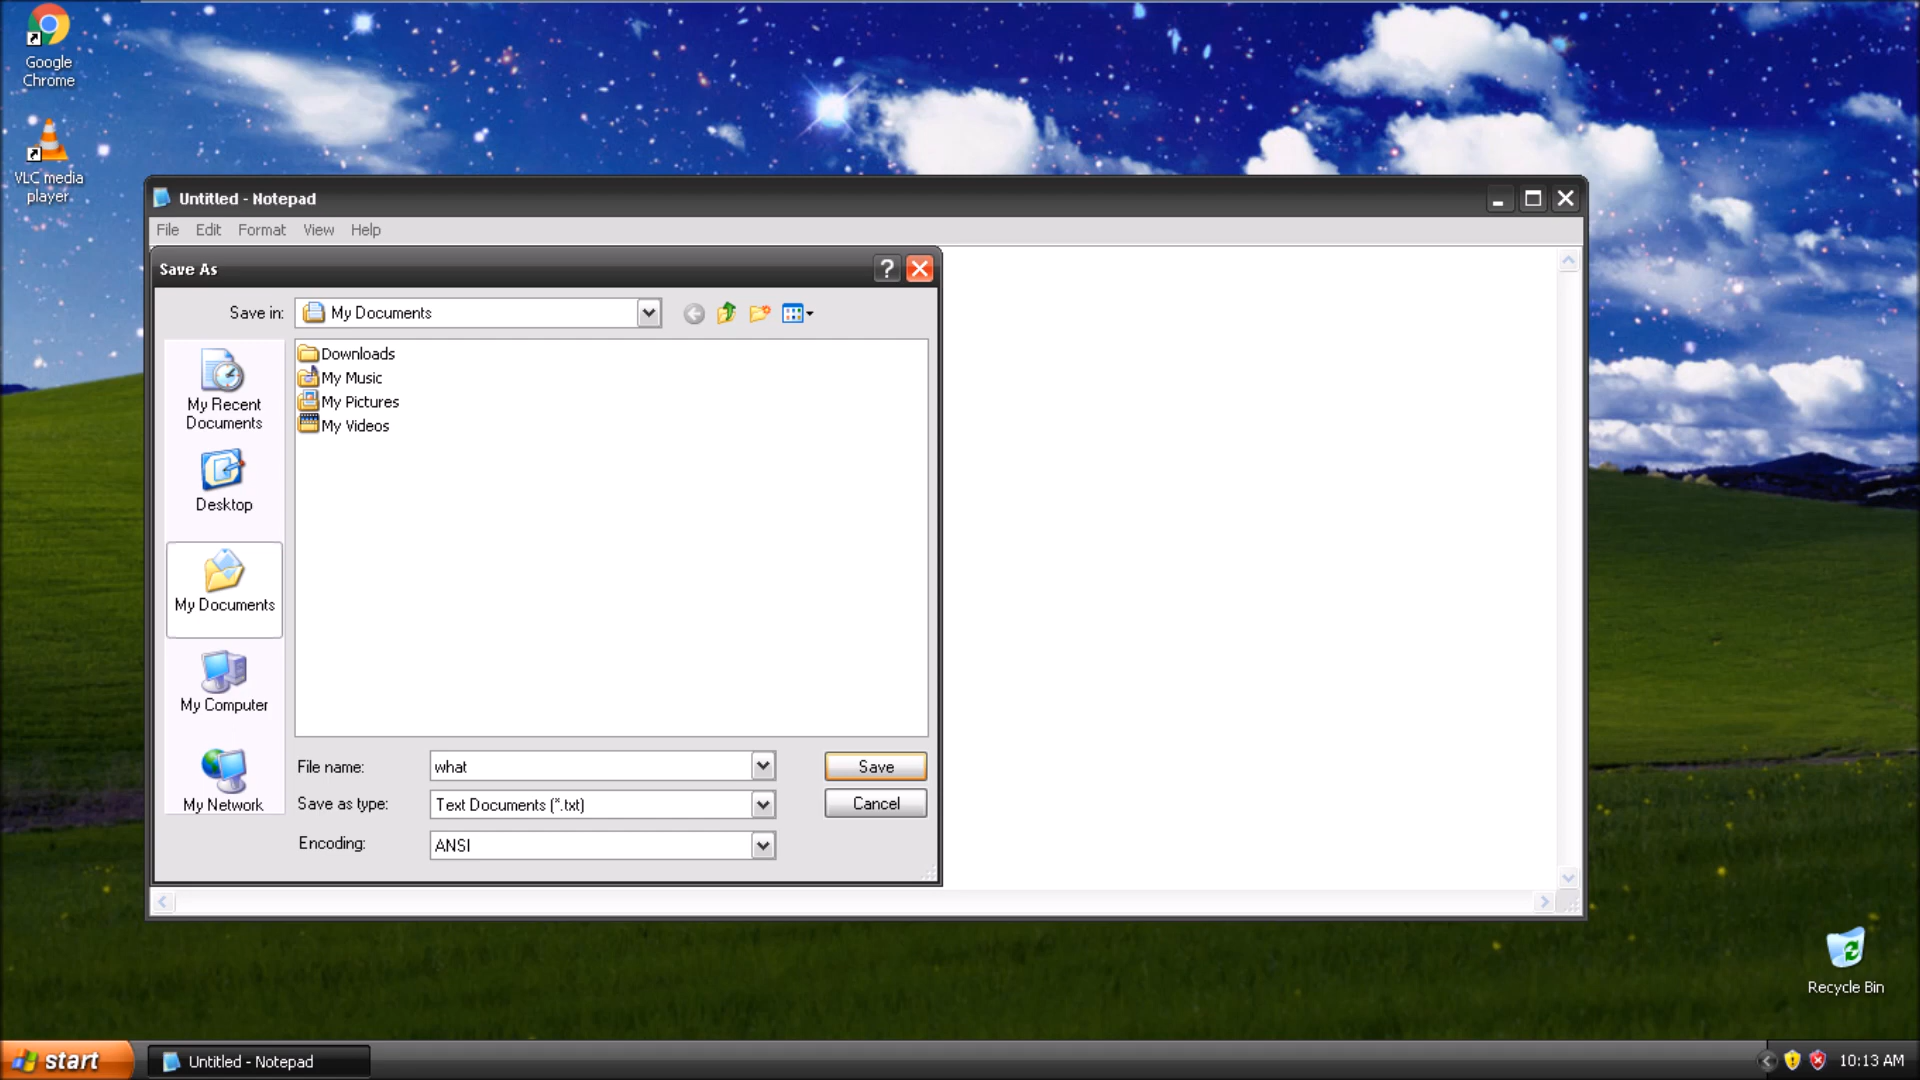 Google
Chrome
VLC media
player
Untitled - Notepad
File Edit Format View Help
Save As
Save in: My Documents
My Recent
Documents
Desktop
My Documents
My Computer
My Network
Downloads
My Music
My Pictures
My Videos
File name: what
Save
Save as type: Text Documents (*.txt)
Cancel
Encoding: ANSI
Recycle Bin
start
Untitled - Notepad
10:13 AM